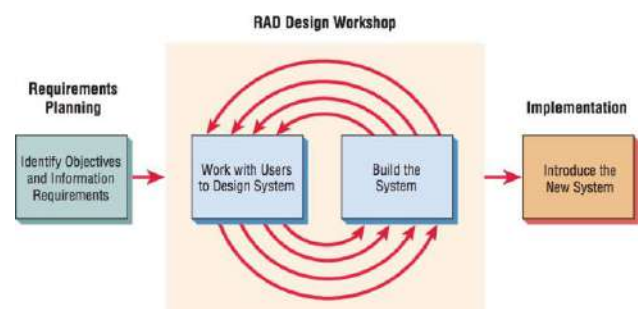 RAD Design Workshop
Requirements
Planning
Identify Objectives
and Information
Requirements
Work with Users
to Design System
Build the
System
Implementation
Introduce the
New System